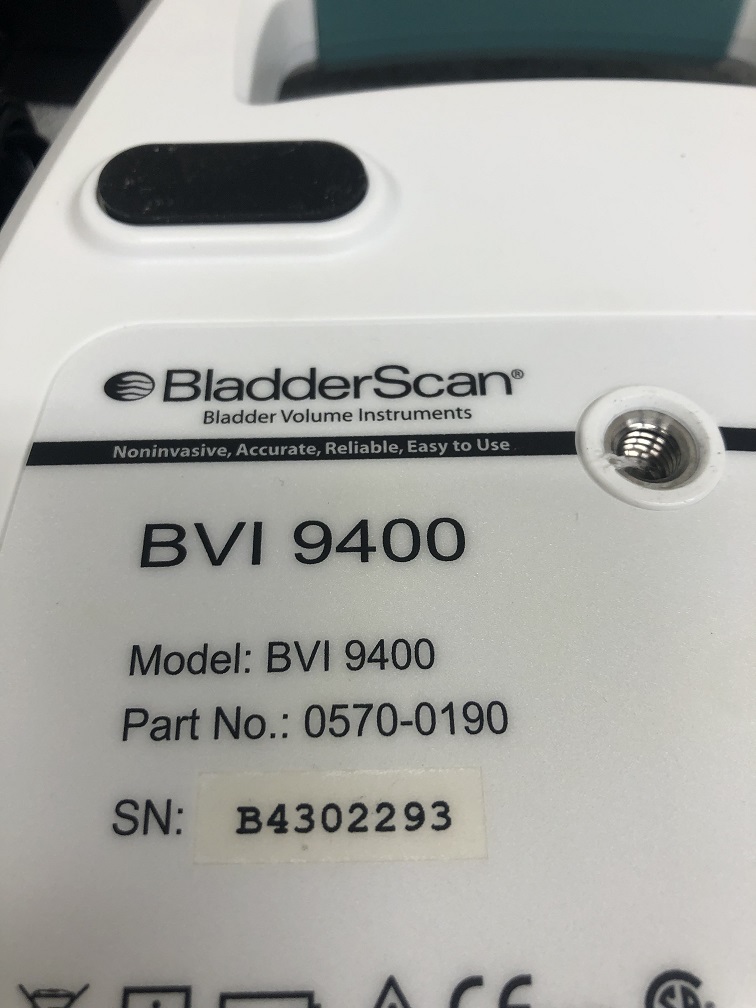 BladderScan®
Bladder Volume Instruments
Noninvasive, Accurate, Reliable, Easy to Use
BVI 9400
Model: BVI 9400
Part No.: 0570-0190
SN: B4302293
CE